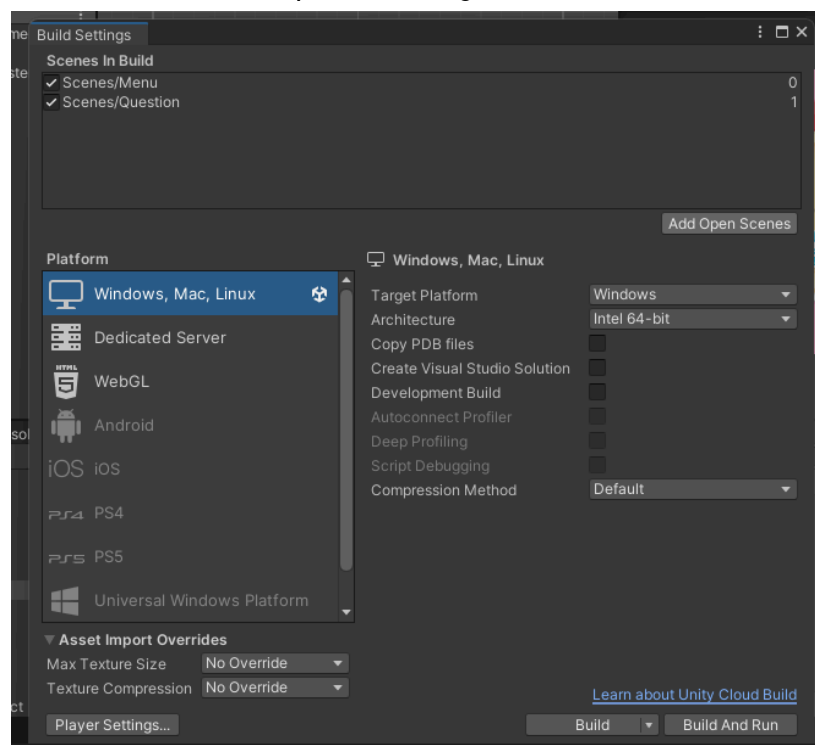 Build Settings
Scenes In Build
Scenes/Menu 0
Scenes/Question 1
Add Open Scenes
Platform
Windows, Mac, Linux
Dedicated Server
HTML 5 WebGL
Android
iOS iOS
PS4 PS4
PS5 PS5
Universal Windows Platform
Windows, Mac, Linux
Target Platform Windows
Architecture Intel 64-bit
Copy PDB files
Create Visual Studio Solution
Development Build
Autoconnect Profiler
Deep Profiling
Script Debugging
Compression Method Default
Asset Import Overrides
Max Texture Size No Override
Texture Compression No Override
Learn about Unity Cloud Build
Player Settings...
Build
Build And Run